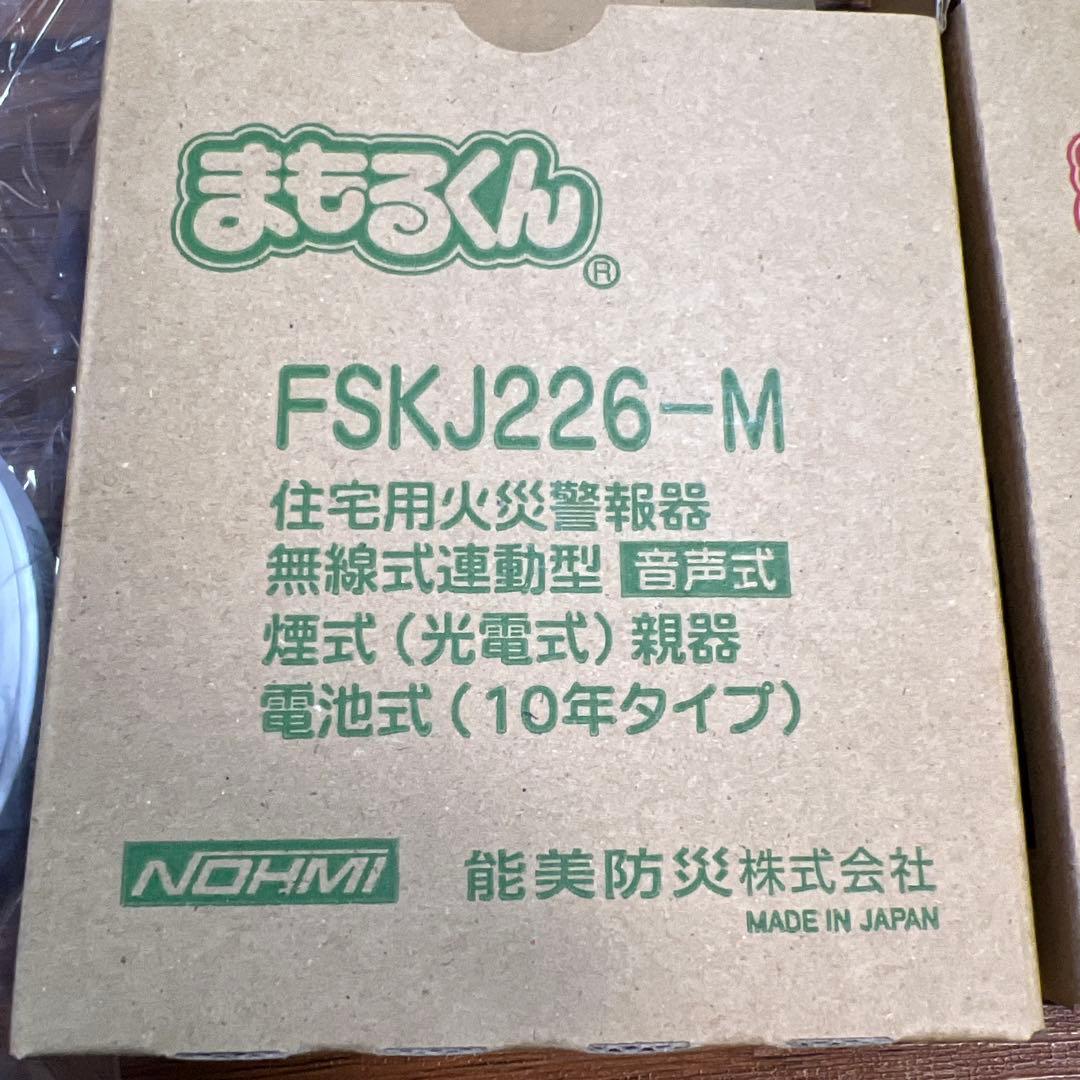 まもるくん®
FSKJ226-M
住宅用火災警報器
無線式連動型 音声式
煙式(光電式)親器
電池式(10年タイプ)
NOHMI 能美防災株式会社
MADE IN JAPAN